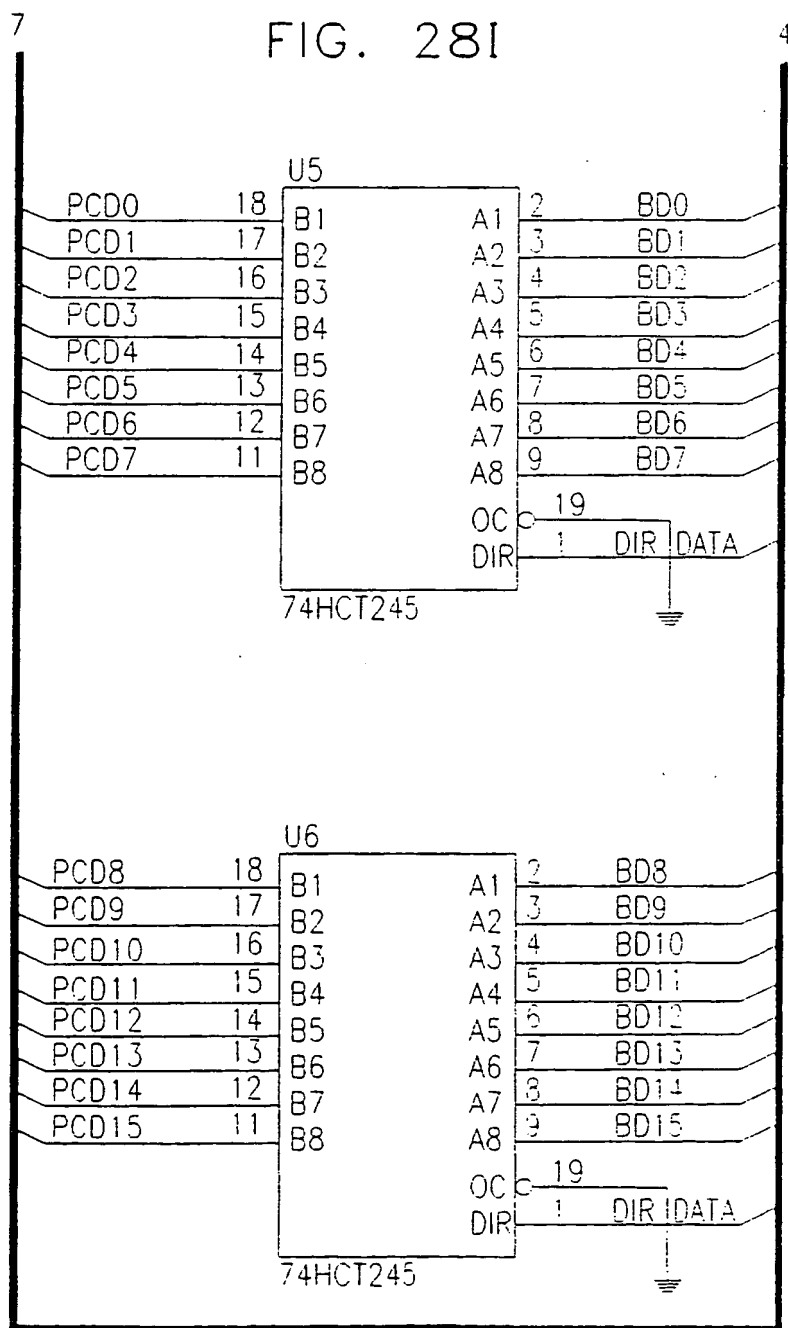 7 FIG. 28I 4
U5
PCD0 18 B1 A1 2 BD0
PCD1 17 B2 A2 3 BD1
PCD2 16 B3 A3 4 BD2
PCD3 15 B4 A4 5 BD3
PCD4 14 B5 A5 6 BD4
PCD5 13 B6 A6 7 BD5
PCD6 12 B7 A7 8 BD6
PCD7 11 B8 A8 9 BD7
OC 19
DIR 1 DIR DATA
74HCT245
U6
PCD8 18 B1 A1 2 BD8
PCD9 17 B2 A2 3 BD9
PCD10 16 B3 A3 4 BD10
PCD11 15 B4 A4 5 BD11
PCD12 14 B5 A5 6 BD12
PCD13 13 B6 A6 7 BD13
PCD14 12 B7 A7 8 BD14
PCD15 11 B8 A8 9 BD15
OC 19
DIR 1 DIR DATA
74HCT245